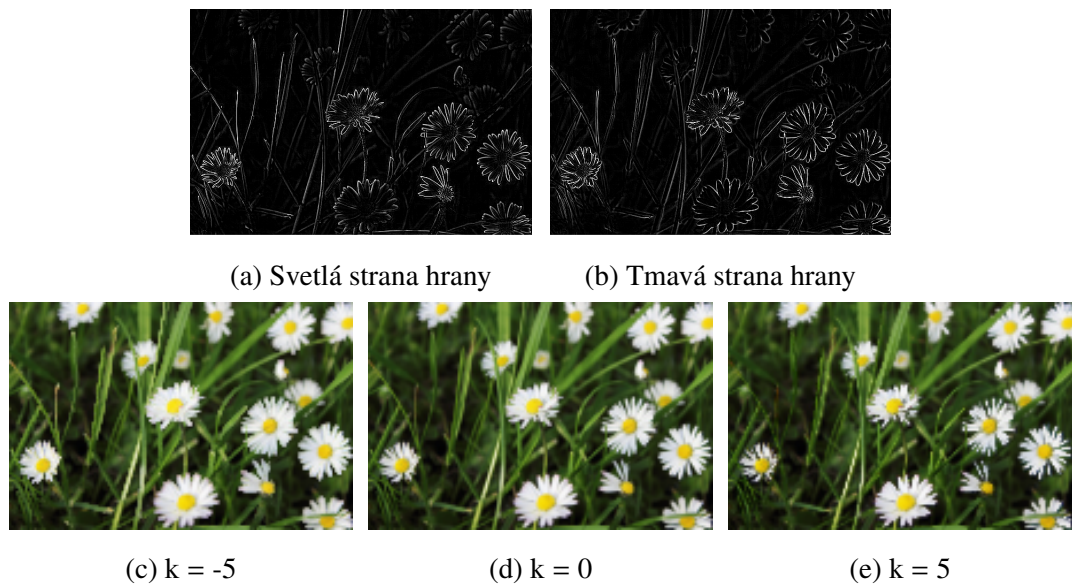 (a) Svetlá strana hrany
(b) Tmavá strana hrany
(c) k = -5
(d) k = 0
(e) k = 5